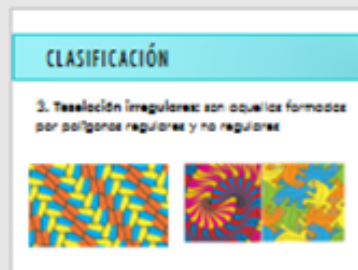 CLASIFICACIÓN
3. Teselación irregulares: son aquellas formadas
por polígonos regulares y no regulares